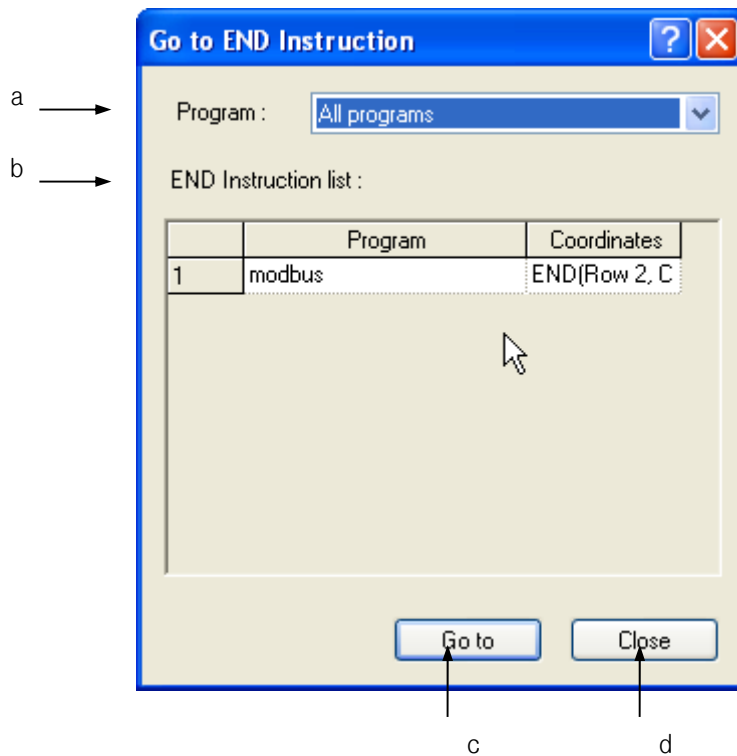 Go to END Instruction
a
Program : All programs
b
END Instruction list :
Program Coordinates
1 modbus END(Row 2, C
Go to Close
c d